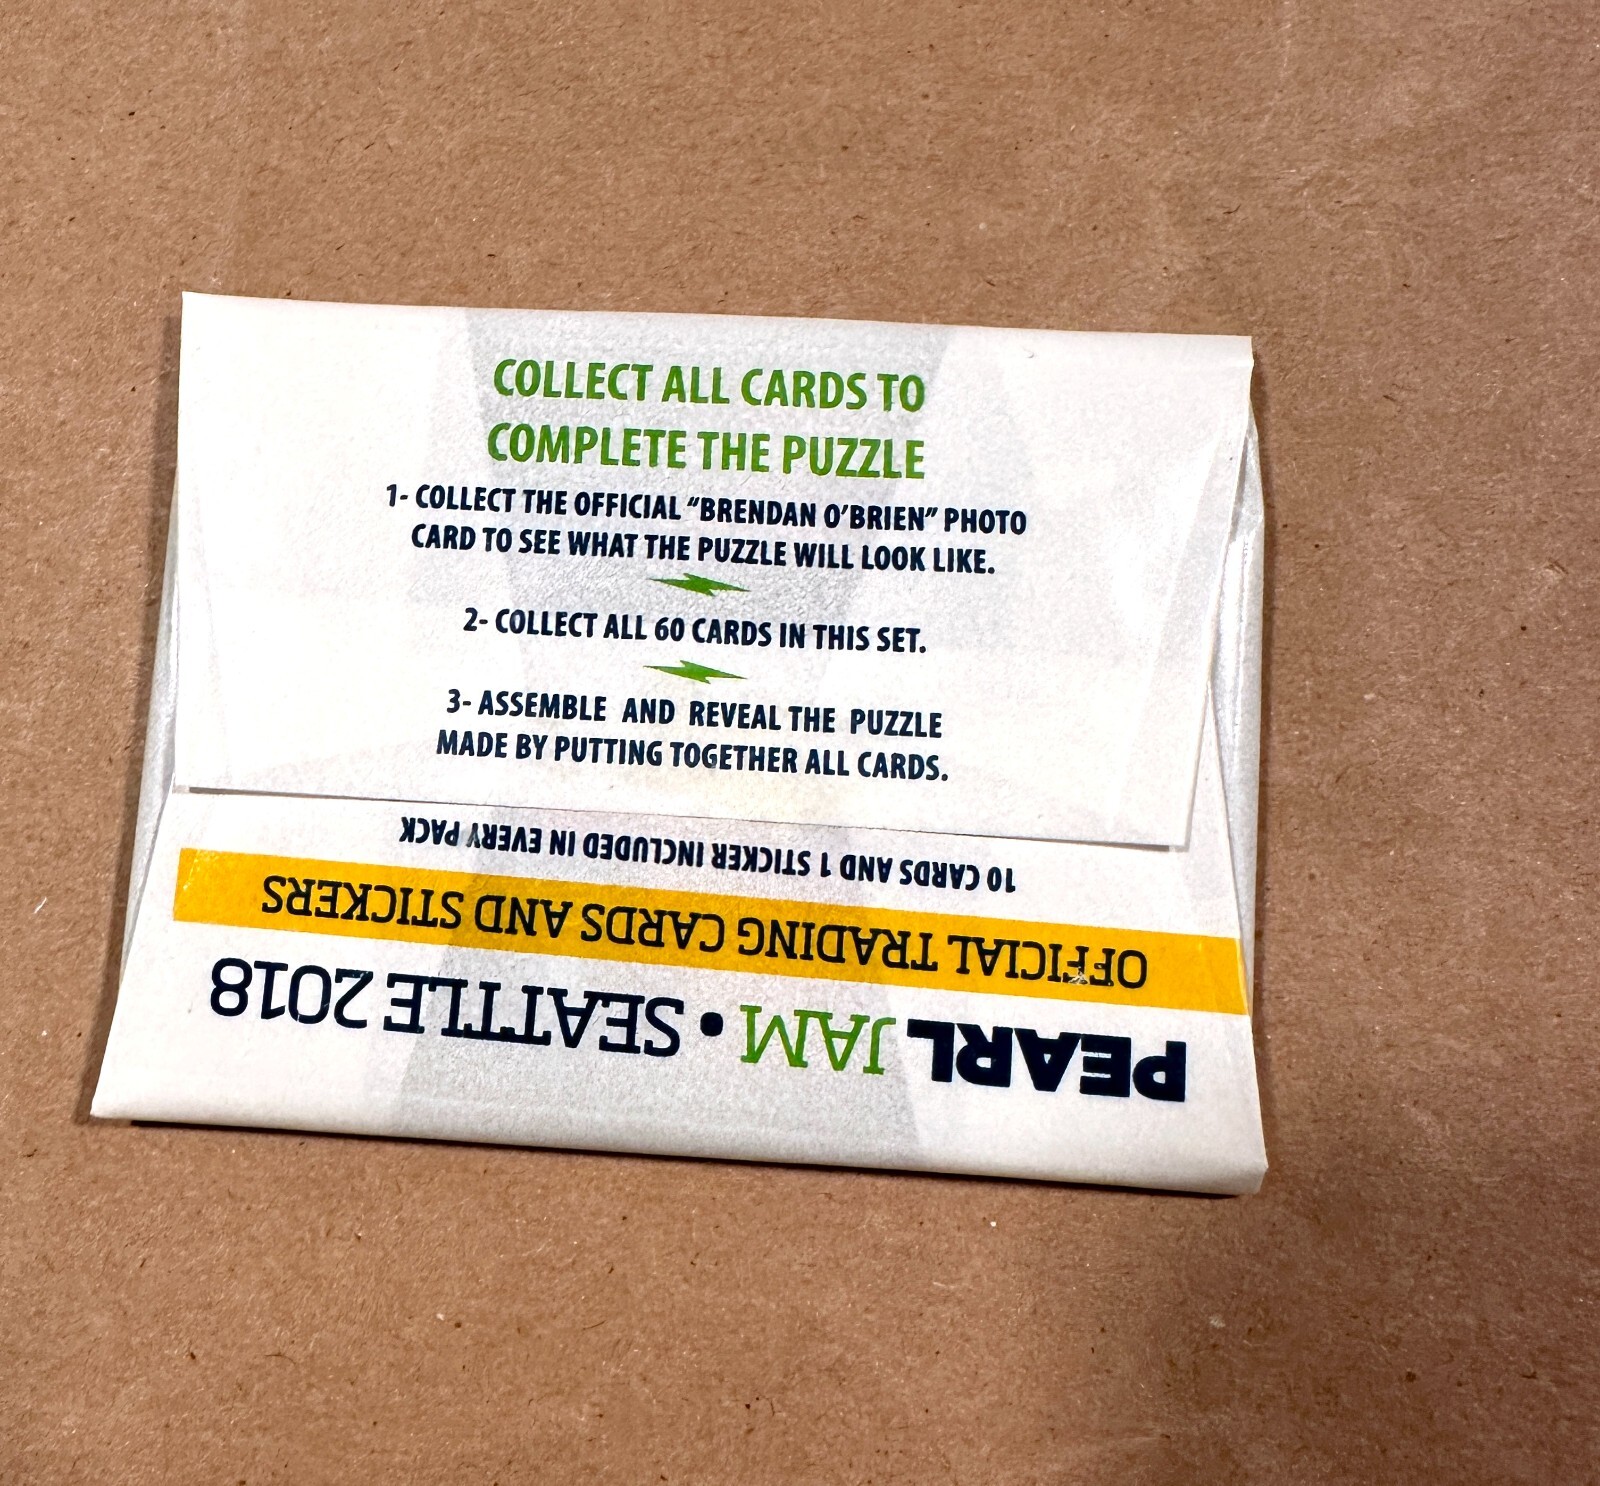 COLLECT ALL CARDS TO
COMPLETE THE PUZZLE
1- COLLECT THE OFFICIAL “BRENDAN O’BRIEN” PHOTO
CARD TO SEE WHAT THE PUZZLE WILL LOOK LIKE.
2- COLLECT ALL 60 CARDS IN THIS SET.
3- ASSEMBLE AND REVEAL THE PUZZLE
MADE BY PUTTING TOGETHER ALL CARDS.
PEARL JAM • SEATTLE 2018
OFFICIAL TRADING CARDS AND STICKERS
10 CARDS AND 1 STICKER INCLUDED IN EVERY PACK